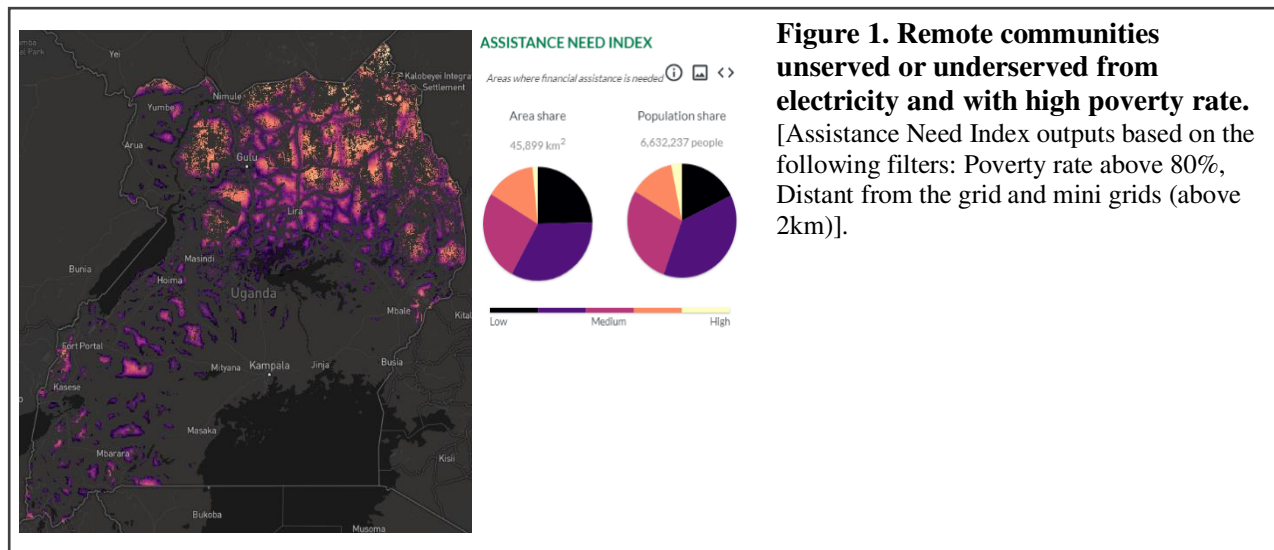 Figure 1. Remote communities
unserved or underserved from
electricity and with high poverty rate.
[Assistance Need Index outputs based on the
following filters: Poverty rate above 80%,
Distant from the grid and mini grids (above
2km)].
ASSISTANCE NEED INDEX
Areas where financial assistance is needed
Area share
Population share
45,899 km²
6,632,237 people
Low
Medium
High
Yei
Kalobeyei Integrat
Settlement
Nimule
Yumbe
Arua
Gulu
Lira
Masindi
Bunia
Hoima
Uganda
Mbale
Kital
Fort Portal
Mityana
Kampala
Jinja
Busia
Kasese
Masaka
Mbarara
Kisii
Bukoba
Musoma